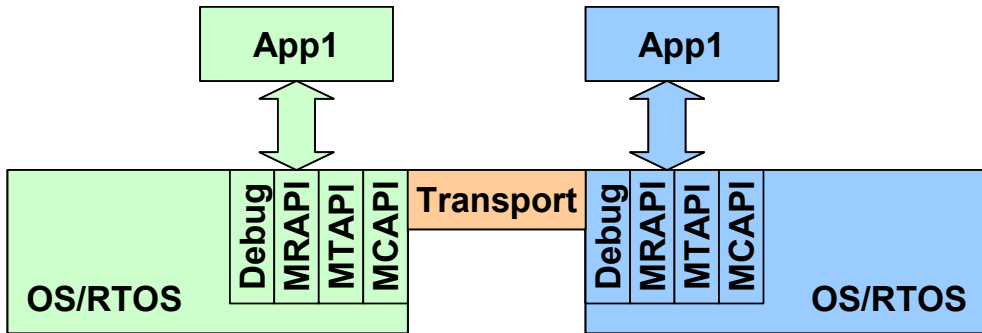 App1
App1
Debug
MRAPI
MTAPI
MCAPI
Transport
Debug
MRAPI
MTAPI
MCAPI
OS/RTOS
OS/RTOS